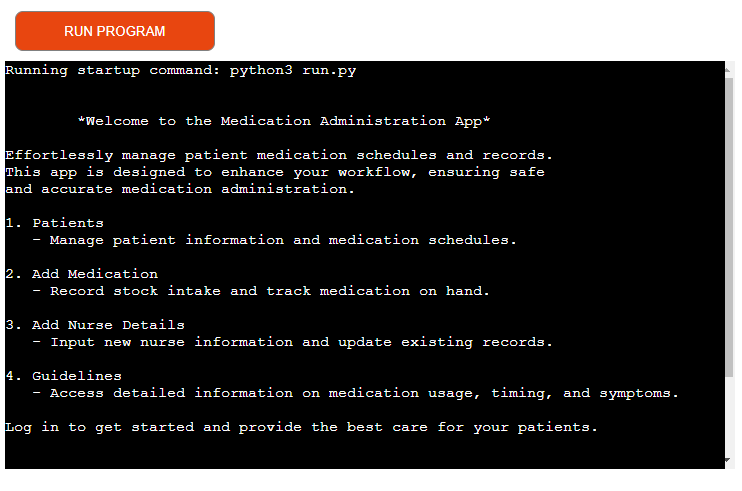 RUN PROGRAM
Running startup command: python3 run.py
*Welcome to the Medication Administration App*
Effortlessly manage patient medication schedules and records.
This app is designed to enhance your workflow, ensuring safe
and accurate medication administration.
1. Patients
- Manage patient information and medication schedules.
2. Add Medication
- Record stock intake and track medication on hand.
3. Add Nurse Details
- Input new nurse information and update existing records.
4. Guidelines
- Access detailed information on medication usage, timing, and symptoms.
Log in to get started and provide the best care for your patients.